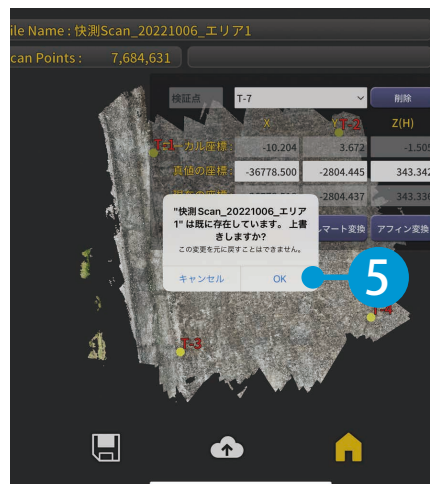 ile Name : 快測Scan_20221006_エリア1
can Points : 7,684,631
検証点 T-7 削除
X Y T-2 Z(H)
T-1 カル座標 -10.204 3.672 -1.505
真値の座標 -36778.500 -2804.445 343.342
-2804.437 343.336
"快測Scan_20221006_エリア
1" は既に存在しています。上書
きしますか?
この変更を元に戻すことはできません。
ルマート変換 アフィン変換
キャンセル OK 5
T-4
T-3